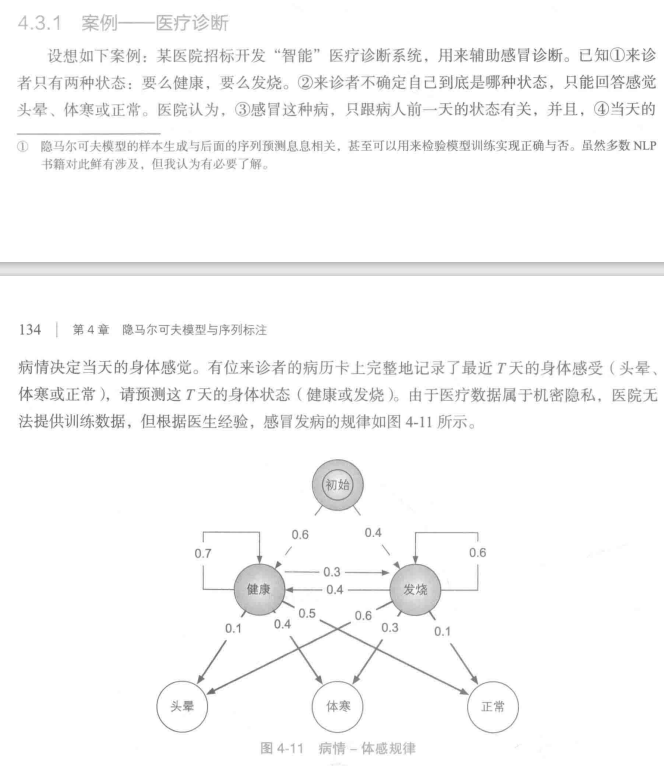 4.3.1 案例——医疗诊断
设想如下案例：某医院招标开发“智能”医疗诊断系统，用来辅助感冒诊断。已知①来诊
者只有两种状态：要么健康，要么发烧。②来诊者不确定自己到底是哪种状态，只能回答感觉
头晕、体寒或正常。医院认为，③感冒这种病，只跟病人前一天的状态有关，并且，④当天的
① 隐马尔可夫模型的样本生成与后面的序列预测息息相关，甚至可以用来检验模型训练实现正确与否。虽然多数 NLP
书籍对此鲜有涉及，但我认为有必要了解。
134 | 第 4 章 隐马尔可夫模型与序列标注
病情决定当天的身体感觉。有位来诊者的病历卡上完整地记录了最近 T 天的身体感受（头晕、
体寒或正常），请预测这 T 天的身体状态（健康或发烧）。由于医疗数据属于机密隐私，医院无
法提供训练数据，但根据医生经验，感冒发病的规律如图 4-11 所示。
初始
0.6 0.4
0.7 0.6
0.3
健康 0.4 发烧
0.5 0.6
0.1 0.4 0.3 0.1
头晕 体寒 正常
图 4-11 病情 – 体感规律